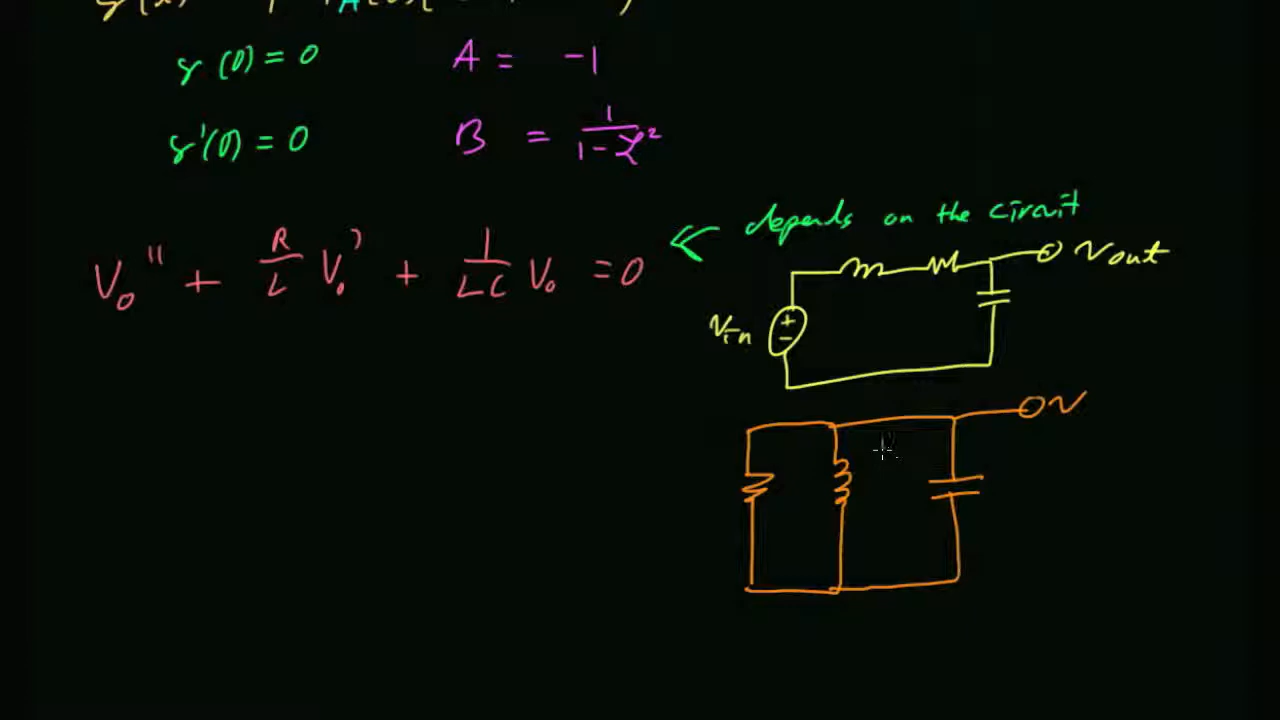 y(0) = 0 A = -1
y'(0) = 0 B = 1/(1-ζ²)
V₀'' + R/L V₀' + 1/LC V₀ = 0
depends on the circuit
Vout
Vin
+
-
V